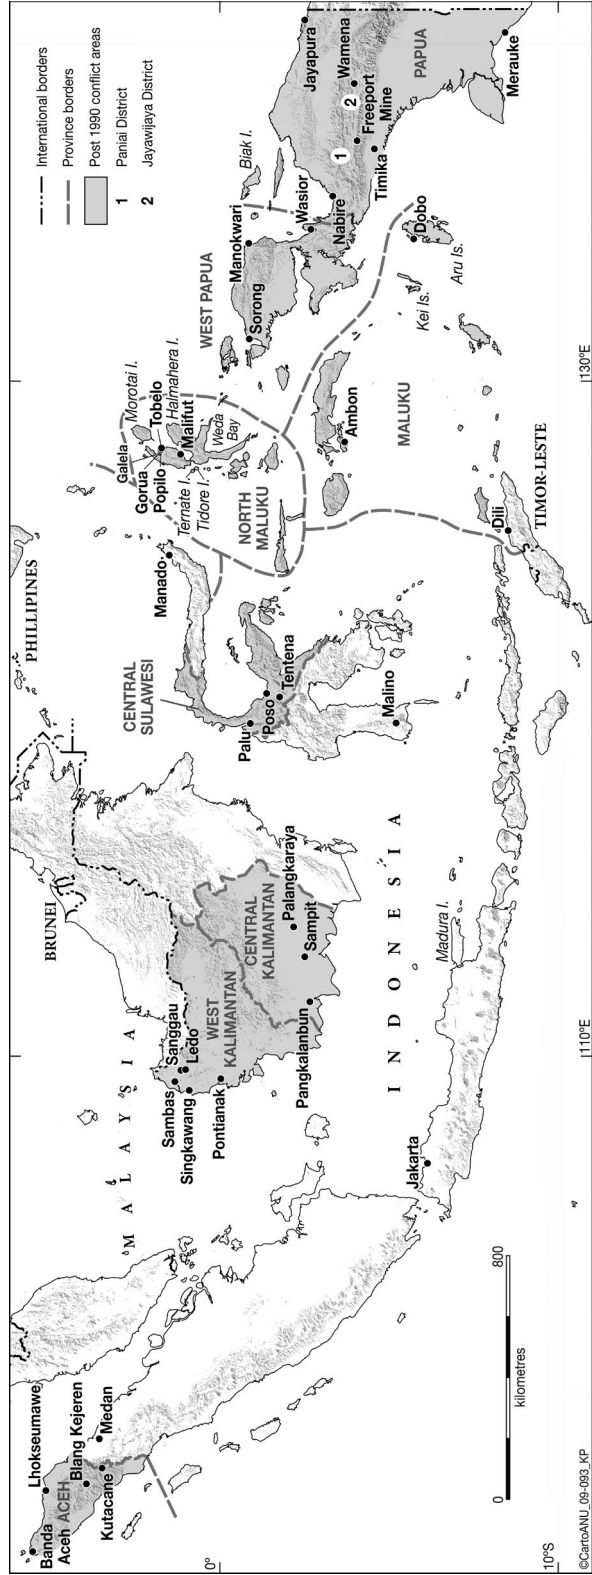 International borders
Province borders
Post 1990 conflict areas
1 Paniai District
2 Jayawijaya District
PHILLIPINES
BRUNEI
M A L A Y S I A
I N D O N E S I A
TIMOR-LESTE
Banda
Aceh
ACEH
Lhokseumawe
Blang Kejeren
Kutacane
Medan
Jakarta
Madura I.
Sambas
Singkawang
Sanggau
Ledo
Pontianak
WEST
KALIMANTAN
CENTRAL
KALIMANTAN
Pangkalanbun
Sampit
Palangkaraya
CENTRAL
SULAWESI
Palu
Poso
Tentena
Malino
Manado
Galela
Gorua
Popilo
Morotai I.
Tobelo
Halmahera I.
Malifut
Weda
Bay
Ternate I.
Tidore I.
NORTH
MALUKU
Ambon
MALUKU
Dili
WEST PAPUA
Sorong
Manokwari
Biak I.
Wasior
Nabire
Kei Is.
Aru Is.
Dobo
Jayapura
Wamena
2
1
Freeport
Mine
Timika
PAPUA
Merauke
0°
10°S
110°E
130°E
0
800
kilometres
©CartoANU_09-093_KP